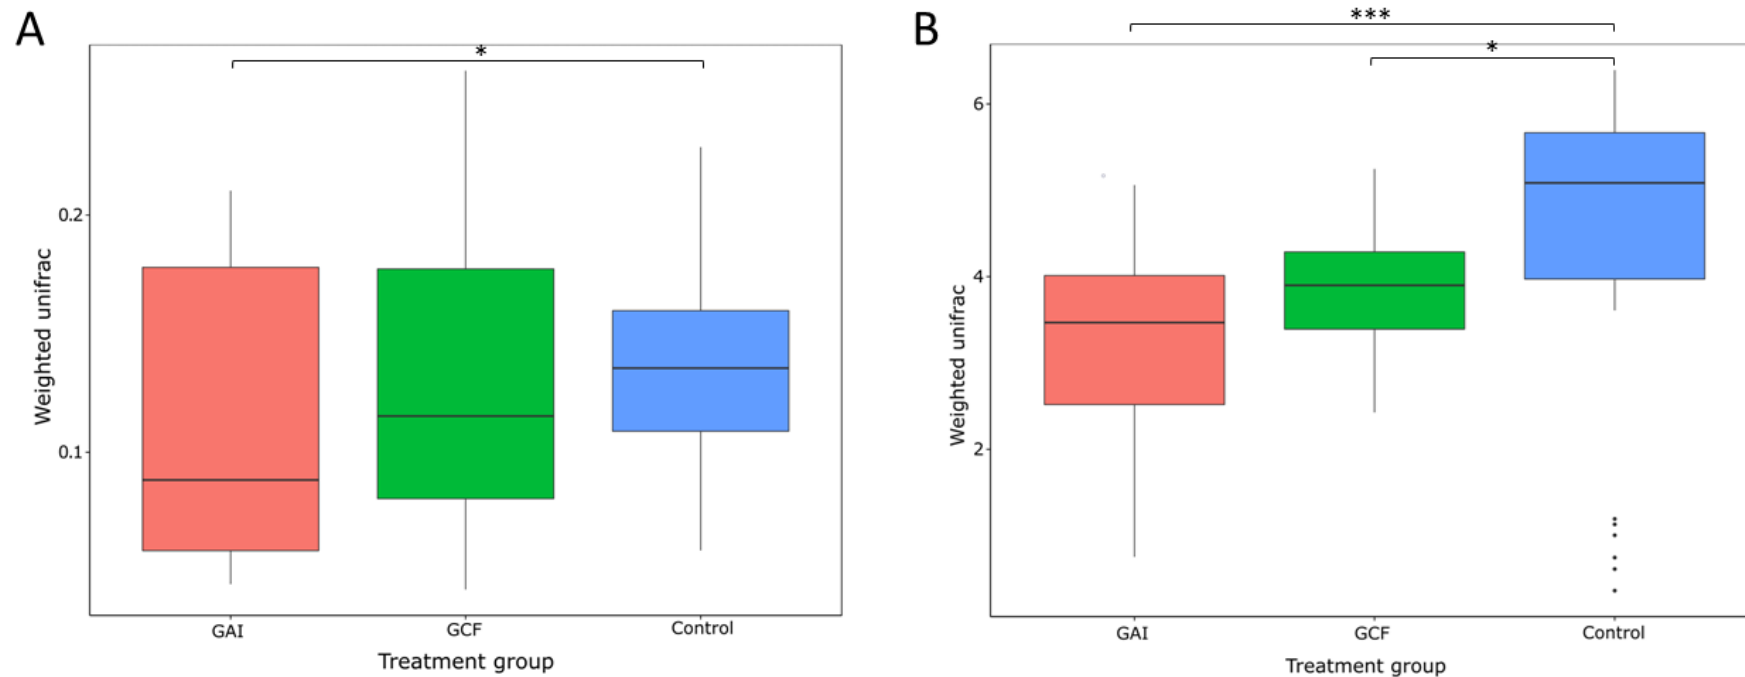 A
*
0.2
0.1
Weighted unifrac
GAI
GCF
Control
Treatment group
B
***
*
6
4
2
Weighted unifrac
GAI
GCF
Control
Treatment group